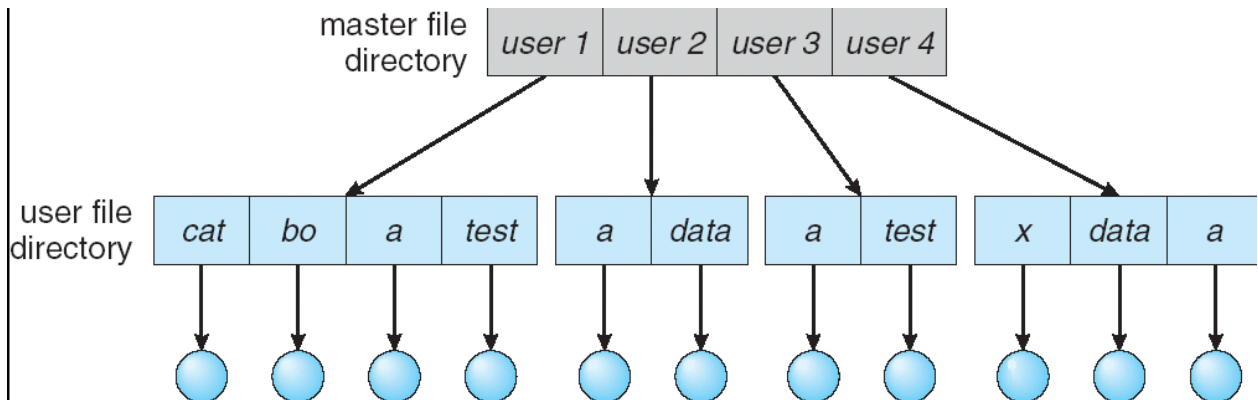 master file
directory
user 1 user 2 user 3 user 4
user file
directory
cat bo a test a data a test x data a